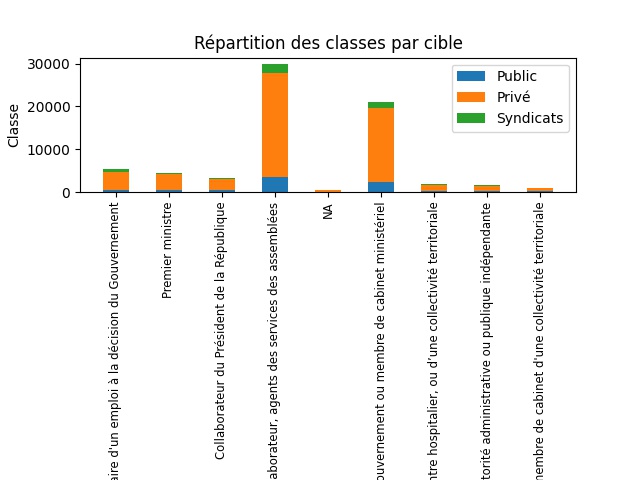 Répartition des classes par cible
Classe
30000
20000
10000
0
Public
Privé
Syndicats
aire d'un emploi à la décision du Gouvernement
Premier ministre
Collaborateur du Président de la République
aborateur, agents des services des assemblées
NA
ouvernement ou membre de cabinet ministériel
ntre hospitalier, ou d'une collectivité territoriale
torité administrative ou publique indépendante
membre de cabinet d'une collectivité territoriale